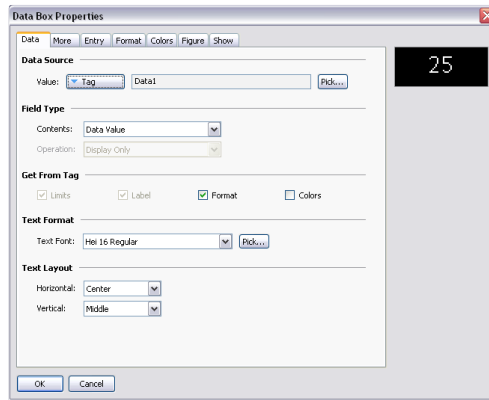 Data Box Properties
Data More Entry Format Colors Figure Show
25
Data Source
Value: Tag Data1 Pick...
Field Type
Contents: Data Value
Operation: Display Only
Get From Tag
Limits Label Format Colors
Text Format
Text Font: Hei 16 Regular Pick...
Text Layout
Horizontal: Center
Vertical: Middle
OK Cancel